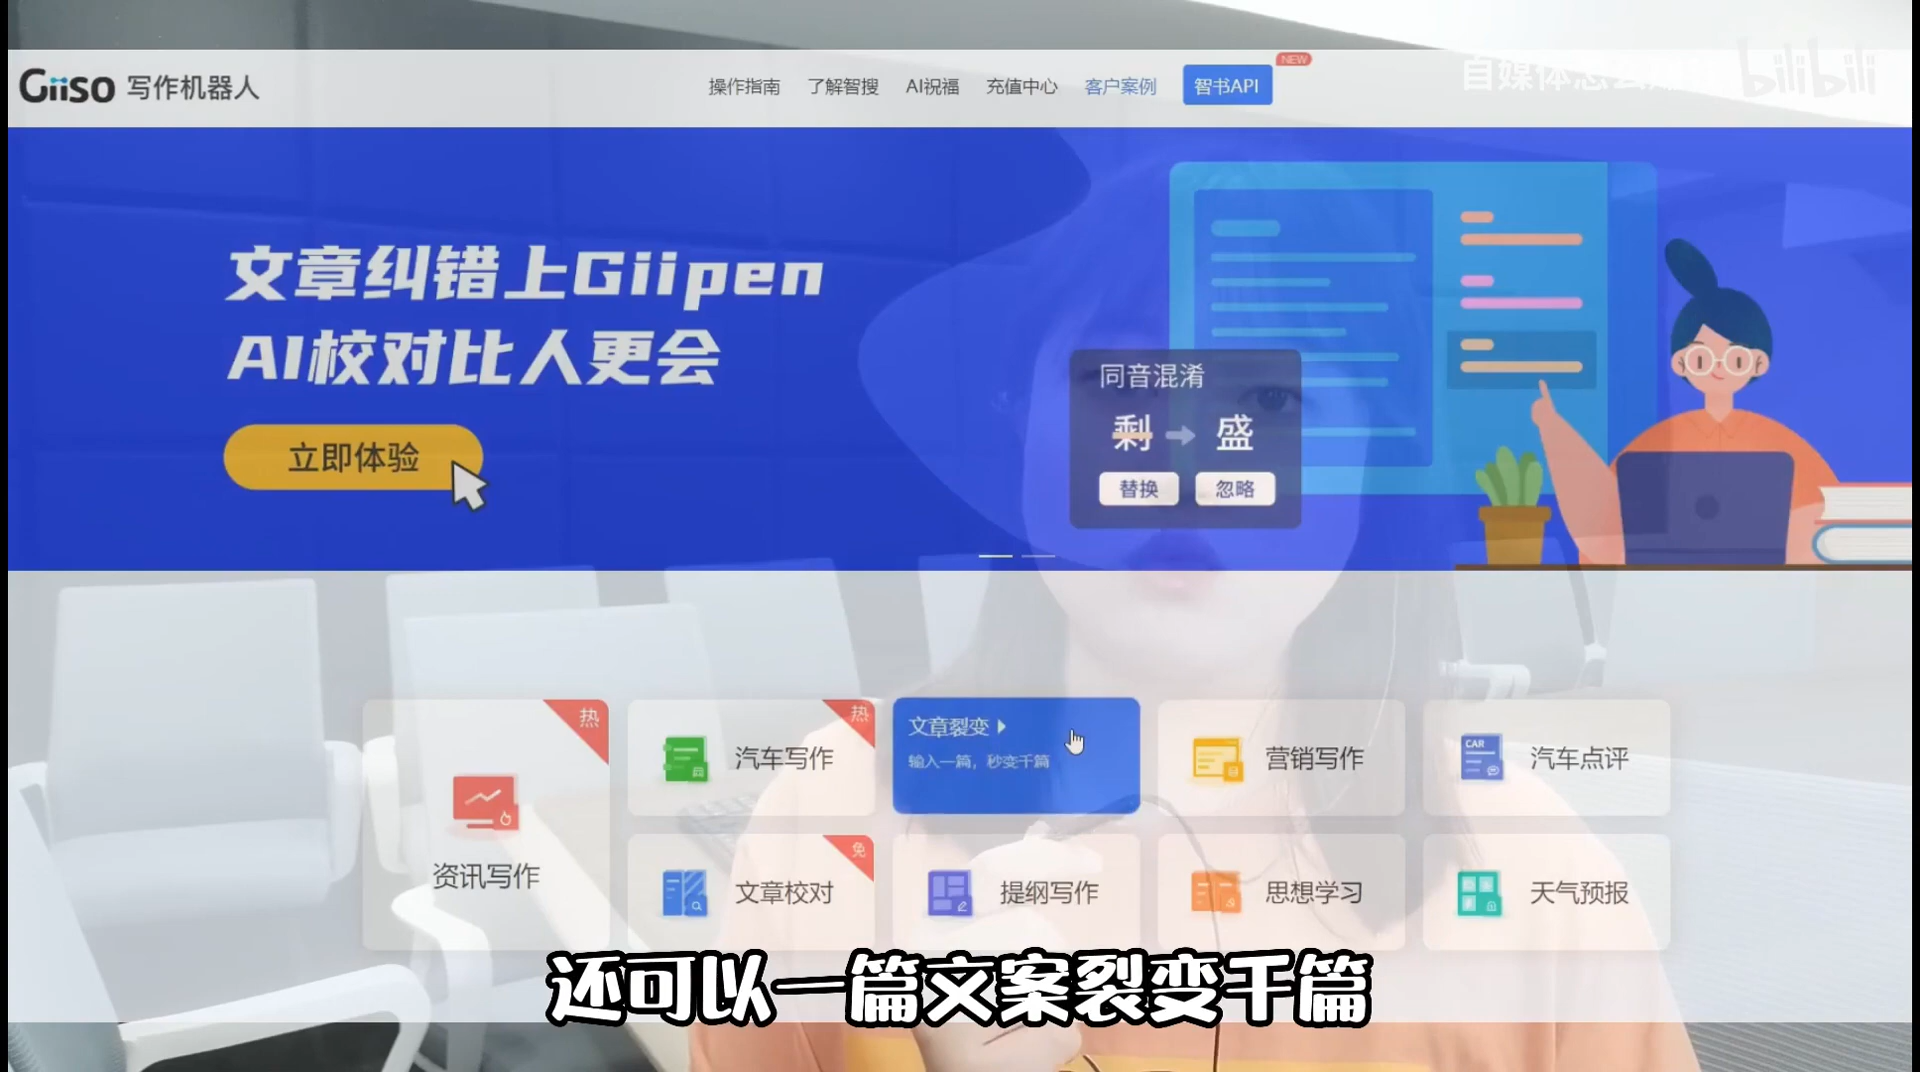 Giiso 写作机器人
操作指南 了解智搜 AI祝福 充值中心 客户案例 智书API NEW
bilibili
文章纠错上Giipen
AI校对比人更会
立即体验
同音混淆
剩 盛
替换 忽略
热
资讯写作
热
汽车写作
文章裂变
输入一篇，秒变千篇
营销写作
CAR
汽车点评
免
文章校对
提纲写作
思想学习
天气预报
还可以一篇文案裂变千篇